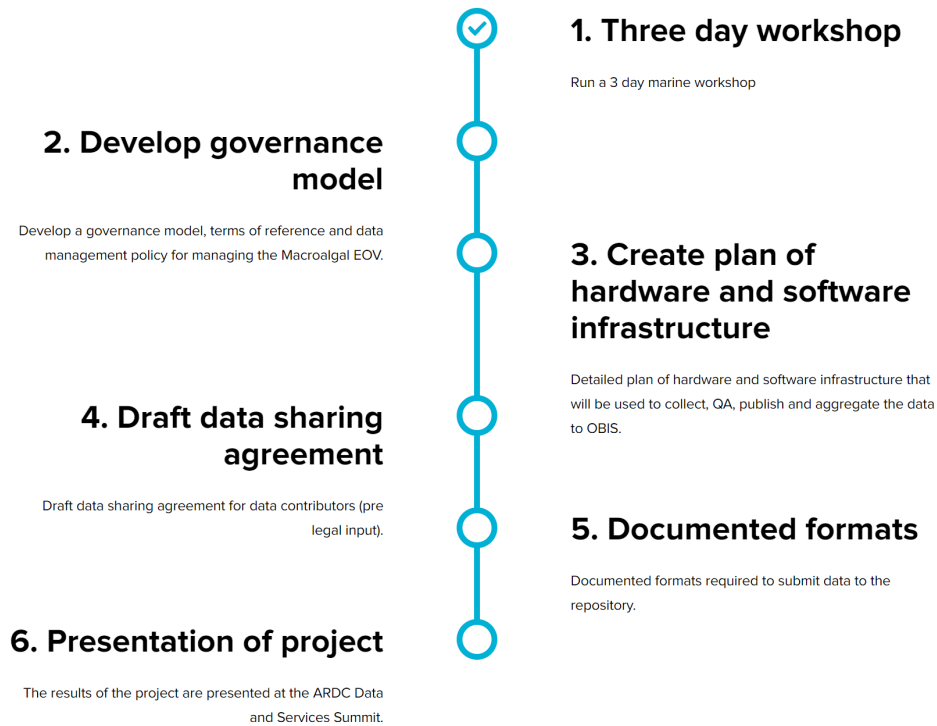 1. Three day workshop
Run a 3 day marine workshop
2. Develop governance
model
Develop a governance model, terms of reference and data
management policy for managing the Macroalgal EOV.
3. Create plan of
hardware and software
infrastructure
Detailed plan of hardware and software infrastructure that
will be used to collect, QA, publish and aggregate the data
to OBIS.
4. Draft data sharing
agreement
Draft data sharing agreement for data contributors (pre
legal input).
5. Documented formats
Documented formats required to submit data to the
repository.
6. Presentation of project
The results of the project are presented at the ARDC Data
and Services Summit.